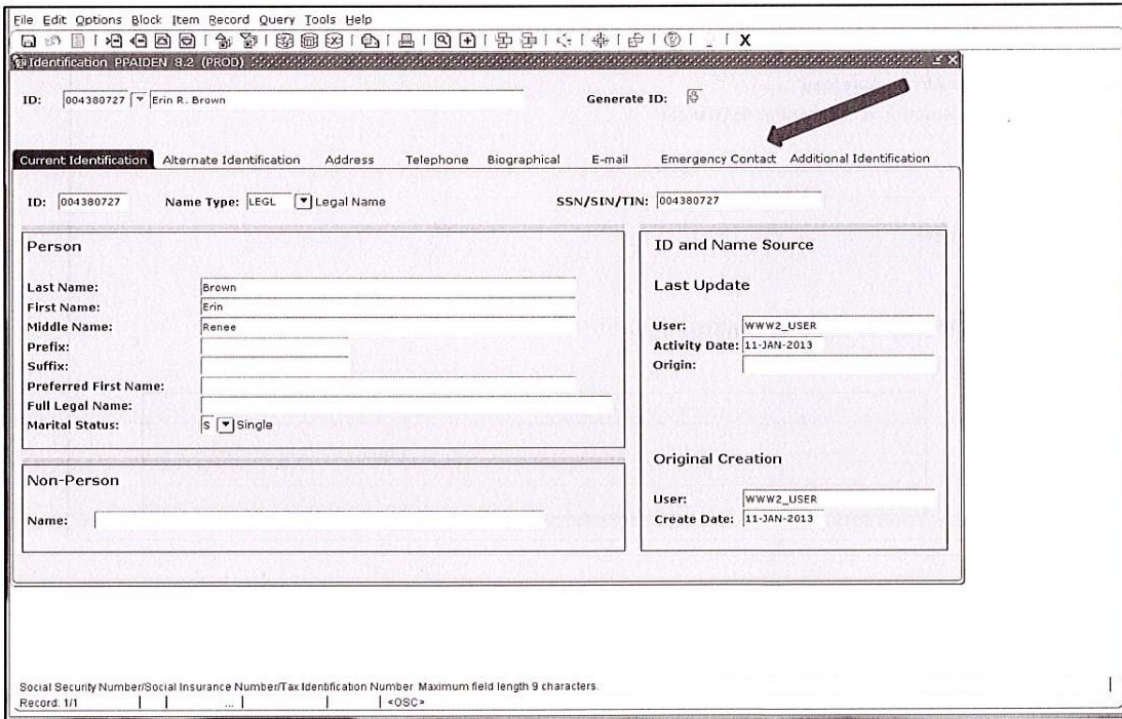 File Edit Options Block Item Record Query Tools Help
Identification PPAIDEN 8.2 (PROD)
ID: 004380727 Erin R. Brown Generate ID:
Current Identification Alternate Identification Address Telephone Biographical E-mail Emergency Contact Additional Identification
ID: 004380727 Name Type: LEGL Legal Name SSN/SIN/TIN: 004380727
Person
Last Name: Brown
First Name: Erin
Middle Name: Renee
Prefix:
Suffix:
Preferred First Name:
Full Legal Name:
Marital Status: S Single
Non-Person
Name:
ID and Name Source
Last Update
User: WWW2_USER
Activity Date: 11-JAN-2013
Origin:
Original Creation
User: WWW2_USER
Create Date: 11-JAN-2013
Social Security Number/Social Insurance Number/Tax Identification Number Maximum field length 9 characters.
Record: 1/1 ... <OSC>